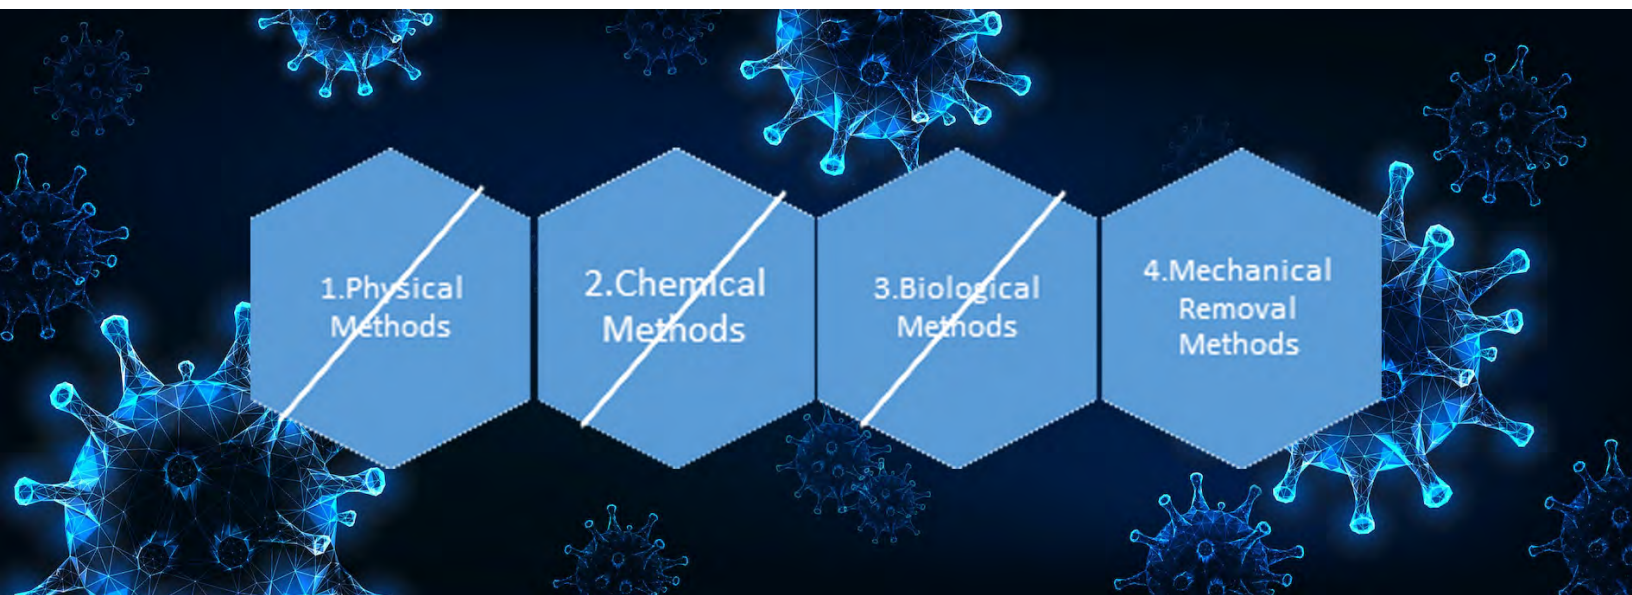 1.Physical
Methods
2.Chemical
Methods
3.Biological
Methods
4.Mechanical
Removal
Methods